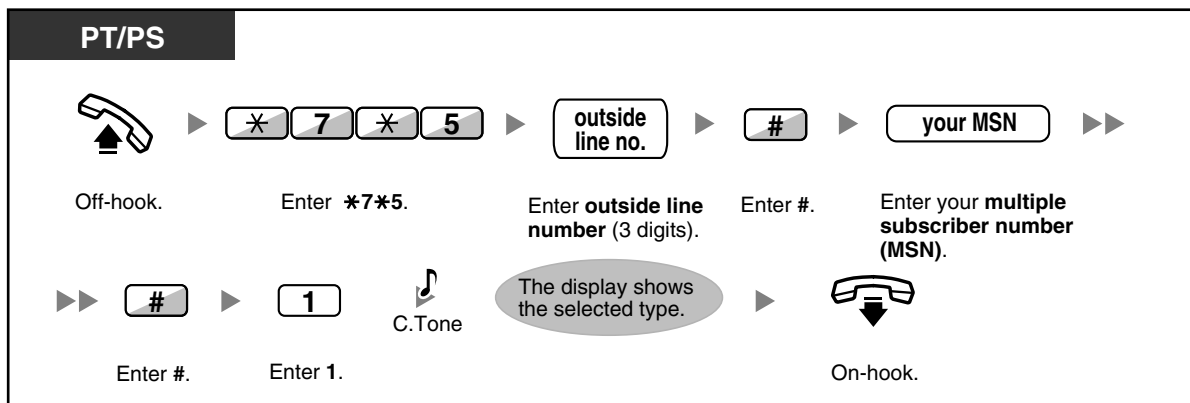 PT/PS
✳ 7 ✳ 5
outside
line no.
#
your MSN
Off-hook.
Enter ✳7✳5.
Enter outside line
number (3 digits).
Enter #.
Enter your multiple
subscriber number
(MSN).
#
1
C.Tone
The display shows
the selected type.
Enter #.
Enter 1.
On-hook.